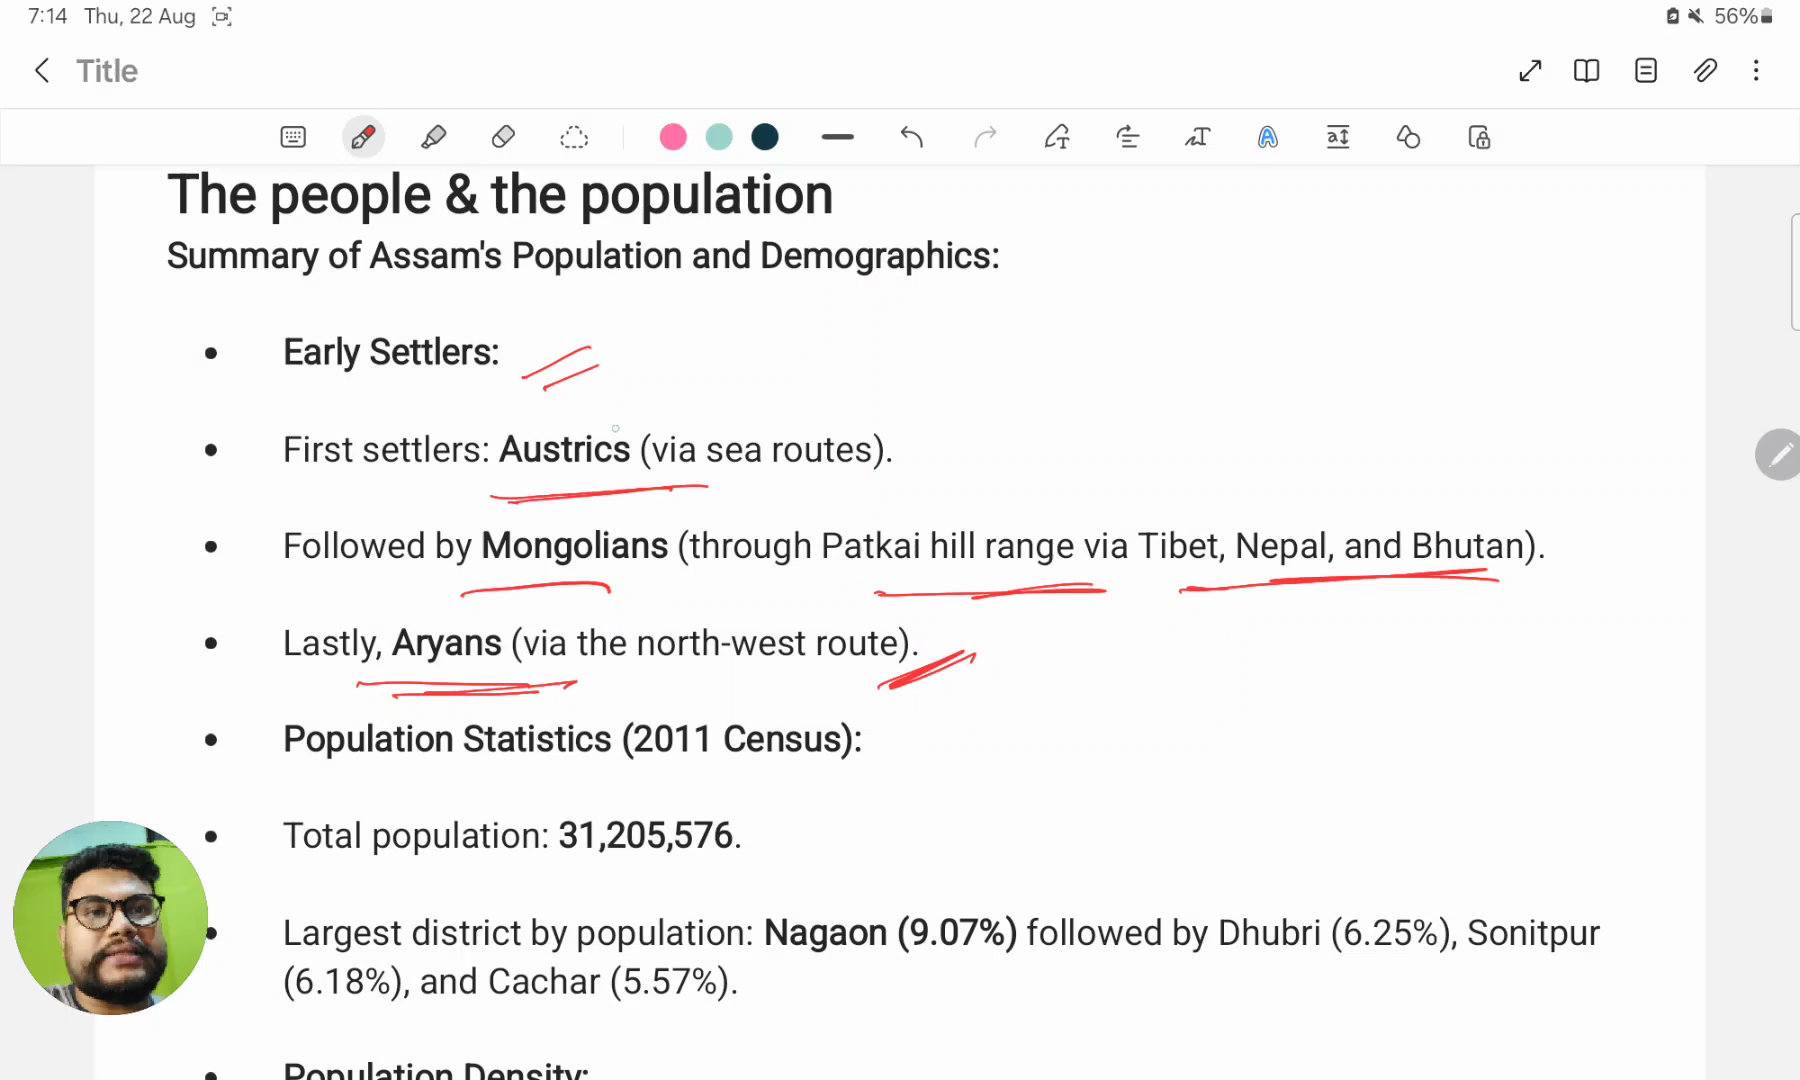 7:14 Thu, 22 Aug 56%
Title
The people & the population
Summary of Assam's Population and Demographics:
• Early Settlers:
• First settlers: Austrics (via sea routes).
• Followed by Mongolians (through Patkai hill range via Tibet, Nepal, and Bhutan).
• Lastly, Aryans (via the north-west route).
• Population Statistics (2011 Census):
• Total population: 31,205,576.
• Largest district by population: Nagaon (9.07%) followed by Dhubri (6.25%), Sonitpur
(6.18%), and Cachar (5.57%).
• Population Density: